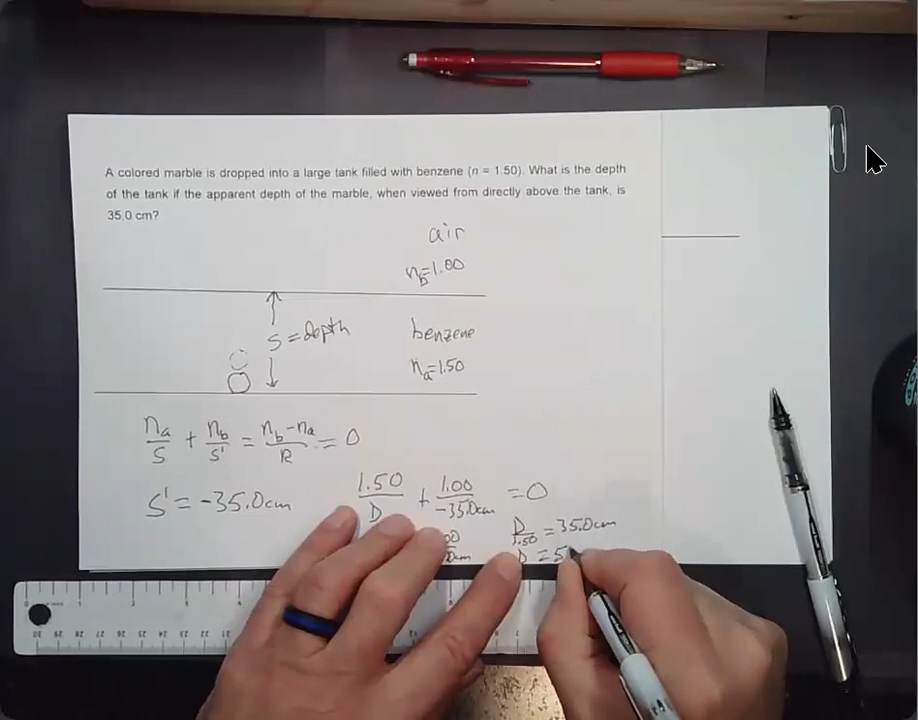 A colored marble is dropped into a large tank filled with benzene (n = 1.50). What is the depth
of the tank if the apparent depth of the marble, when viewed from directly above the tank, is
35.0 cm?
air
n_b=1.00
s=depth
benzene
n_a=1.50
n_a/s + n_b/s' = n_b-n_a/R = 0
s' = -35.0cm
1.50/D + 1.00/-35.0cm = 0
D/1.50 = 35.0cm
D = 5